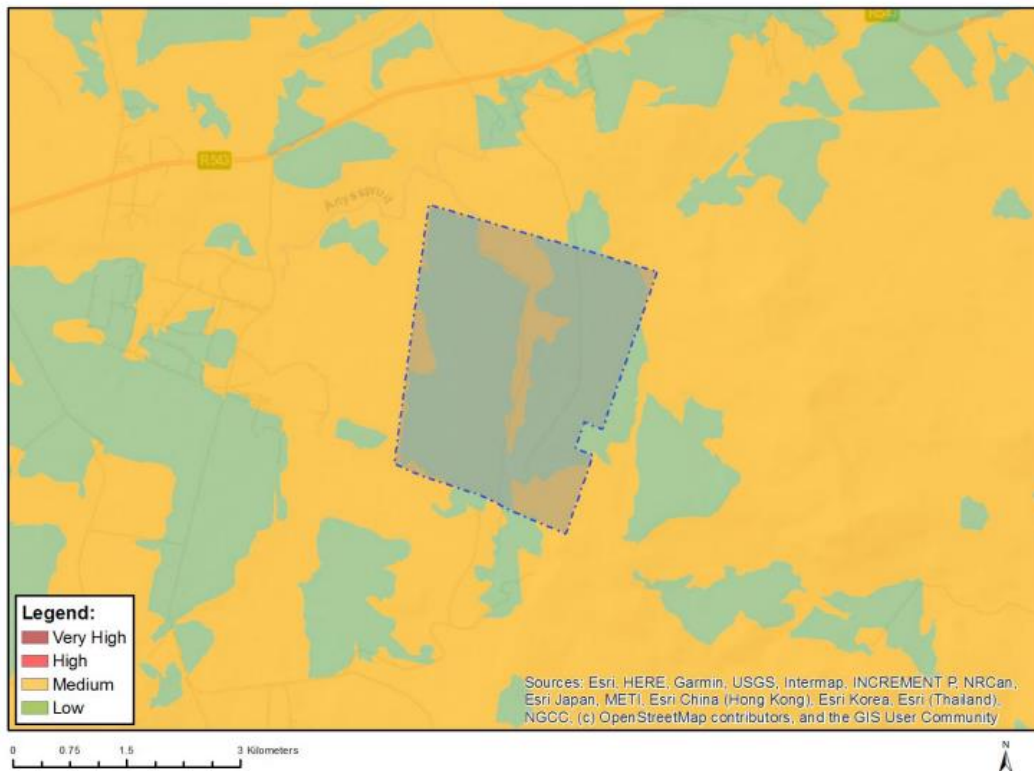 R543
R543
Anysspruit
Legend:
Very High
High
Medium
Low
Sources: Esri, HERE, Garmin, USGS, Intermap, INCREMENT P, NRCan,
Esri Japan, METI, Esri China (Hong Kong), Esri Korea, Esri (Thailand),
NGCC, (c) OpenStreetMap contributors, and the GIS User Community
0 0.75 1.5 3 Kilometers
N